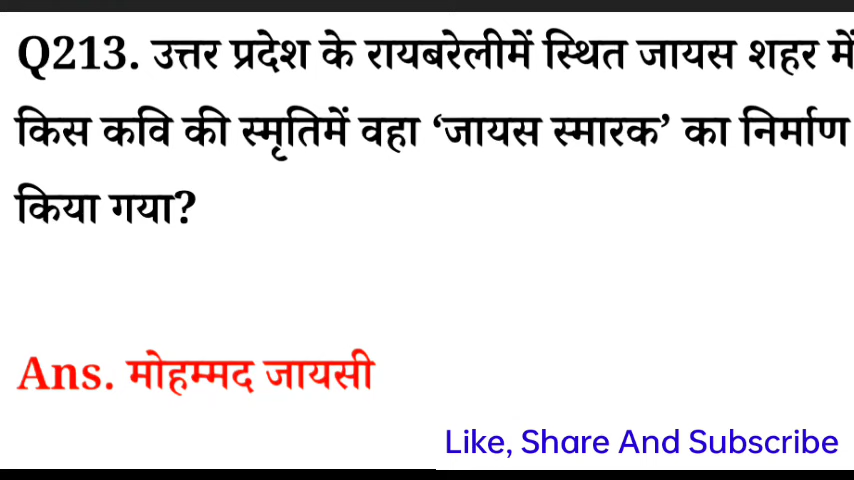 Q213. उत्तर प्रदेश के रायबरेलीमें स्थित जायस शहर में
किस कवि की स्मृतिमें वहा ‘जायस स्मारक’ का निर्माण
किया गया?
Ans. मोहम्मद जायसी
Like, Share And Subscribe